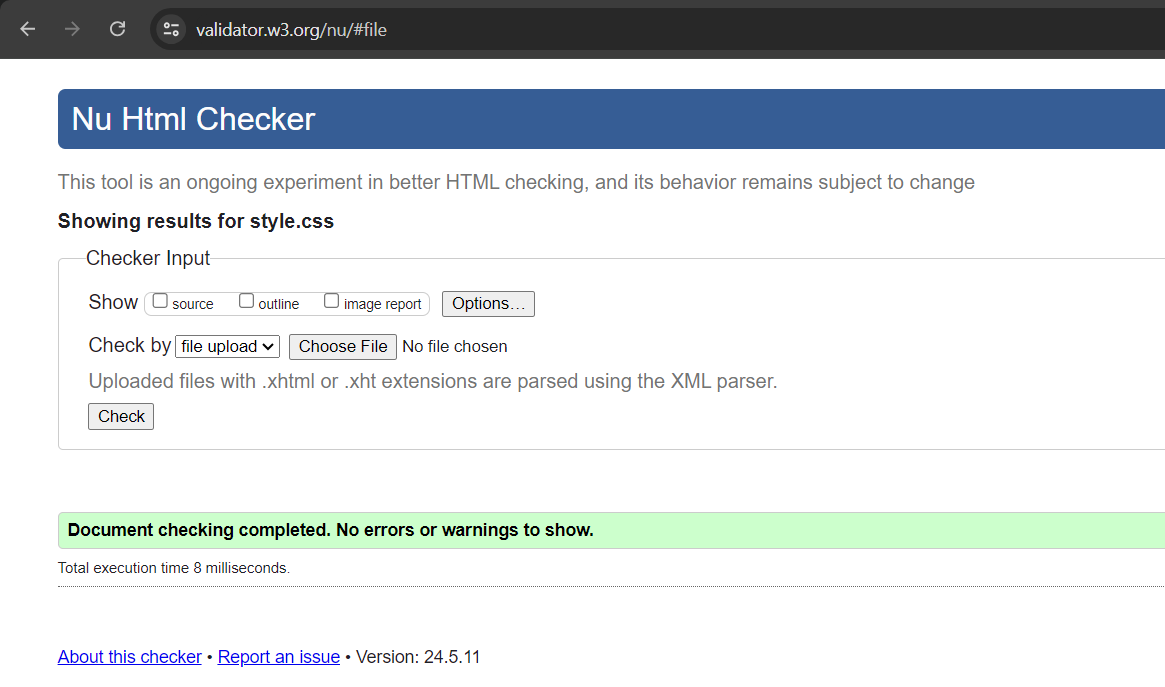 validator.w3.org/nu/#file
Nu Html Checker
This tool is an ongoing experiment in better HTML checking, and its behavior remains subject to change
Showing results for style.css
Checker Input
Show source outline image report Options...
Check by file upload Choose File No file chosen
Uploaded files with .xhtml or .xht extensions are parsed using the XML parser.
Check
Document checking completed. No errors or warnings to show.
Total execution time 8 milliseconds.
About this checker • Report an issue • Version: 24.5.11